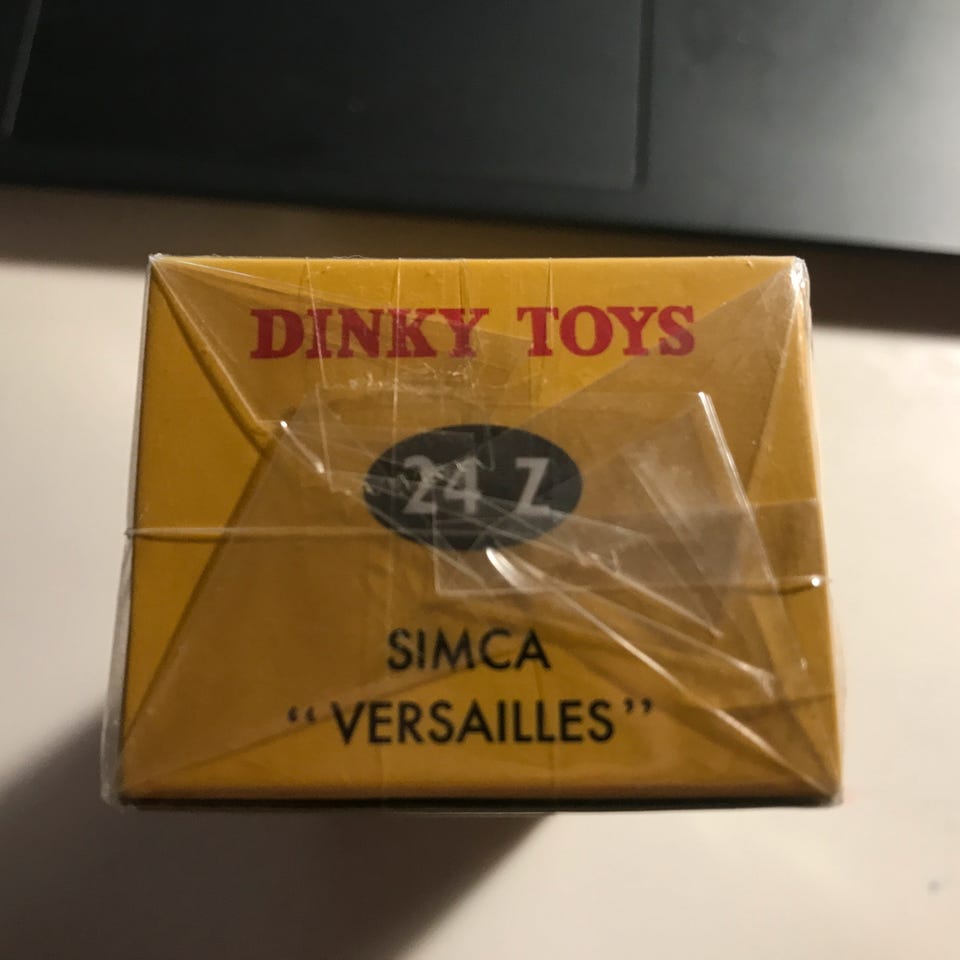 DINKY TOYS
24 Z
SIMCA
“VERSAILLES”